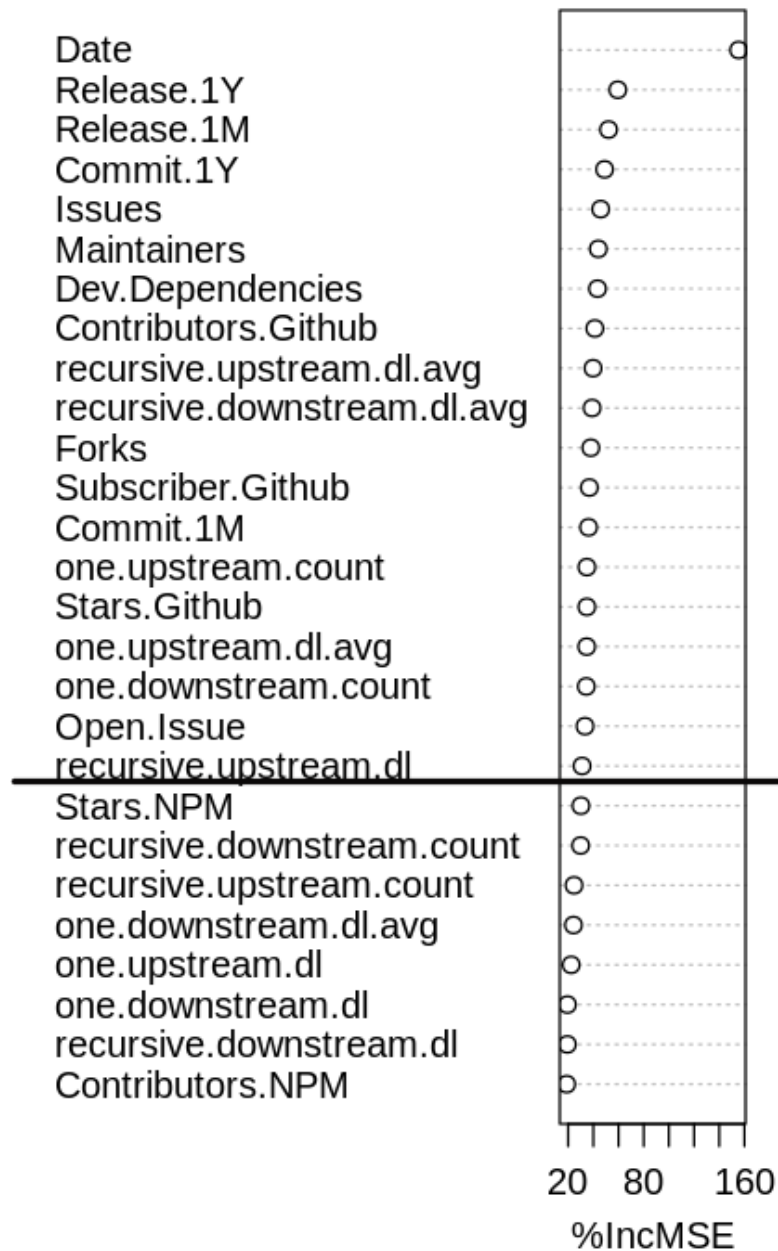 Date
Release.1Y
Release.1M
Commit.1Y
Issues
Maintainers
Dev.Dependencies
Contributors.Github
recursive.upstream.dl.avg
recursive.downstream.dl.avg
Forks
Subscriber.Github
Commit.1M
one.upstream.count
Stars.Github
one.upstream.dl.avg
one.downstream.count
Open.Issue
recursive.upstream.dl
Stars.NPM
recursive.downstream.count
recursive.upstream.count
one.downstream.dl.avg
one.upstream.dl
one.downstream.dl
recursive.downstream.dl
Contributors.NPM
20 80 160
%IncMSE